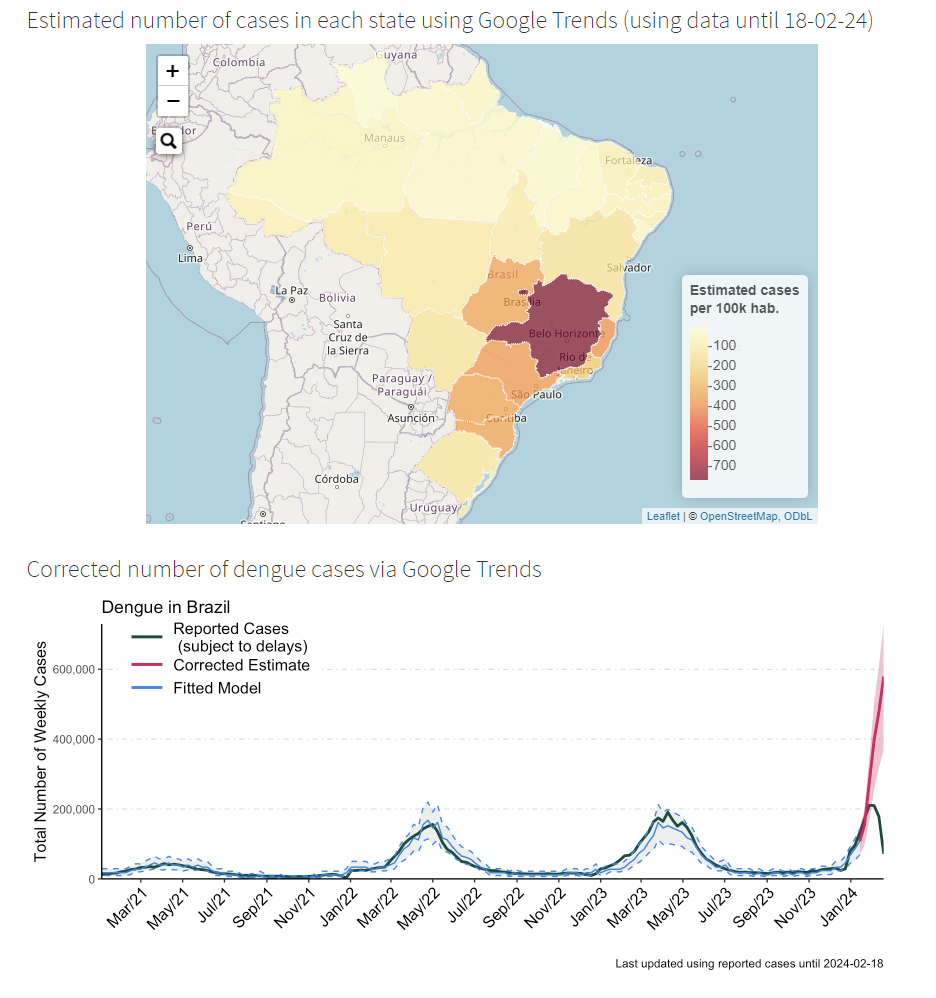 Estimated number of cases in each state using Google Trends (using data until 18-02-24)
Guyana
Colombia
+
−
Manaus
Fortaleza
Perú
Lima
Salvador
Brasil
La Paz
Bolivia
Brasília
Santa
Cruz de
la Sierra
Belo Horizonte
Rio de
Janeiro
Paraguay /
Paraguái
São Paulo
Asunción
Curitiba
Córdoba
Uruguay
Santiago
Estimated cases
per 100k hab.
100
200
300
400
500
600
700
Leaflet | © OpenStreetMap, ODbL
Corrected number of dengue cases via Google Trends
Dengue in Brazil
Reported Cases
(subject to delays)
Corrected Estimate
Fitted Model
Total Number of Weekly Cases
600,000
400,000
200,000
0
Mar/21 May/21 Jul/21 Sep/21 Nov/21 Jan/22 Mar/22 May/22 Jul/22 Sep/22 Nov/22 Jan/23 Mar/23 May/23 Jul/23 Sep/23 Nov/23 Jan/24
Last updated using reported cases until 2024-02-18